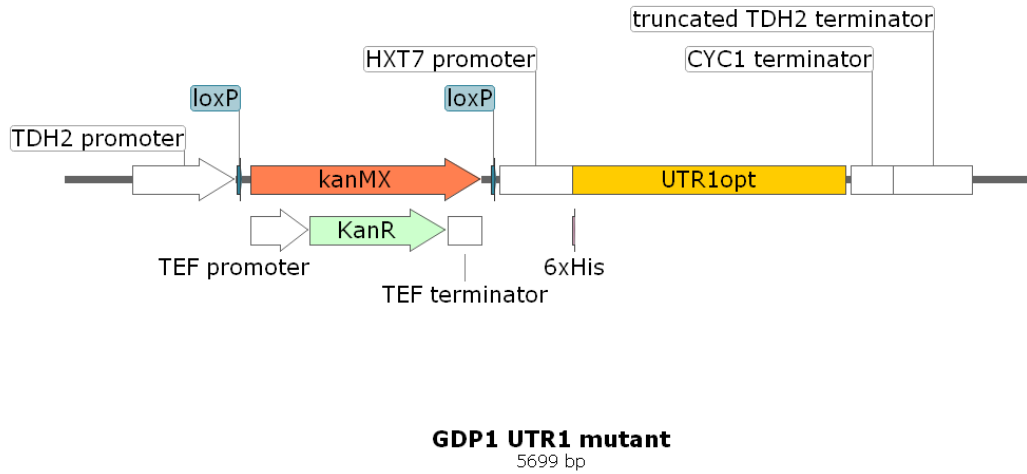 truncated TDH2 terminator
HXT7 promoter
CYC1 terminator
loxP
loxP
TDH2 promoter
kanMX
UTR1opt
KanR
TEF promoter
6xHis
TEF terminator
GDP1 UTR1 mutant
5699 bp